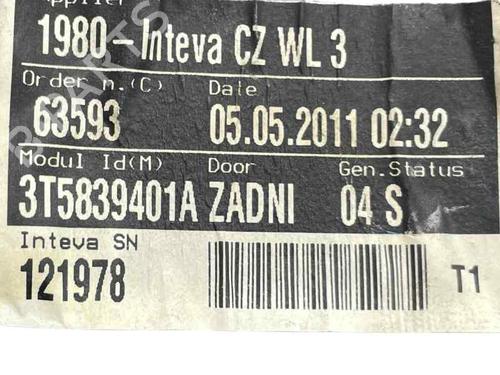 1980-Inteva CZ WL 3
Order n.(C) Date
63593 05.05.2011 02:32
Modul Id(M) Door Gen.Status
3T5839401A ZADNI 04 S
Inteva SN
121978 T1